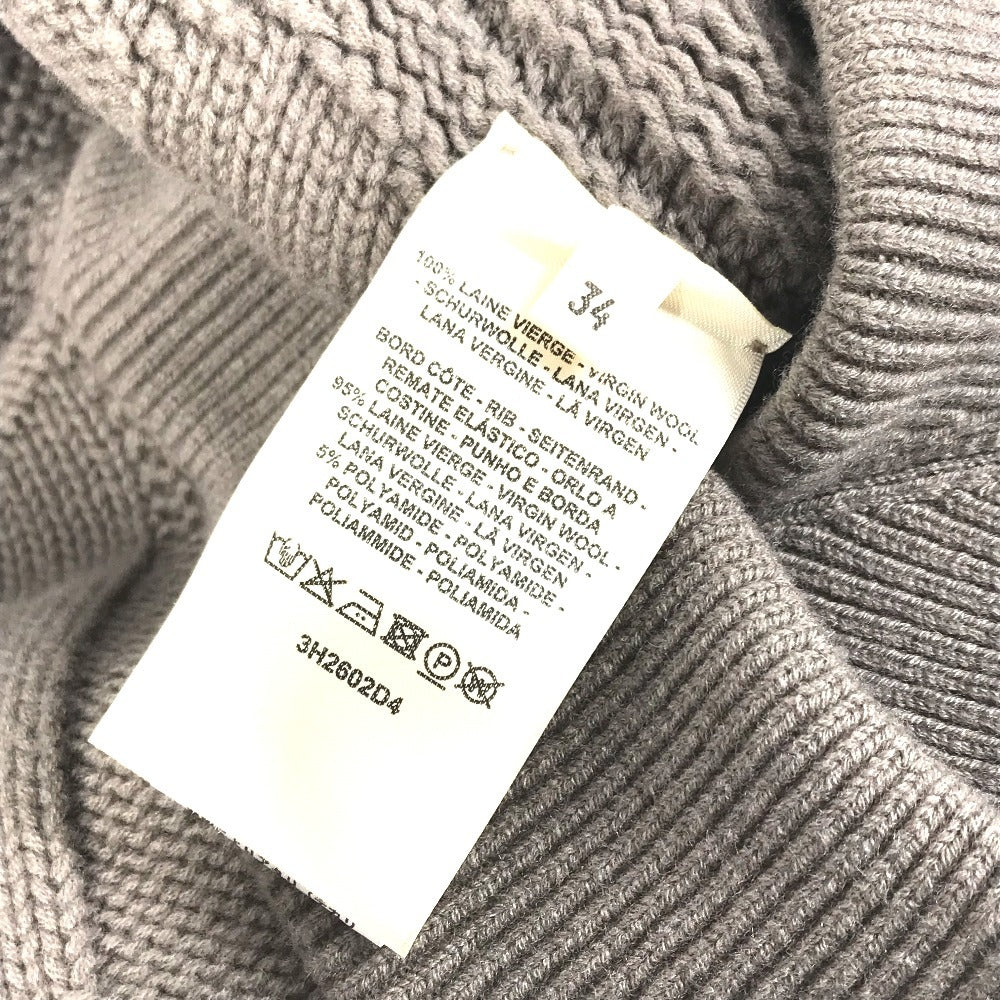 34
100% LAINE VIERGE - VIRGIN WOOL
- SCHURWOLLE - LANA VIRGEN -
LANA VERGINE - LÃ VIRGEN
BORD CÔTE - RIB - SEITENRAND -
REMATE ELÁSTICO - ORLO A
COSTINE - PUNHO E BORDA
95% LAINE VIERGE - VIRGIN WOOL -
SCHURWOLLE - LANA VIRGEN -
LANA VERGINE - LÃ VIRGEN
5% POLYAMIDE - POLYAMIDE -
POLYAMID - POLIAMIDA -
POLIAMMIDE - POLIAMIDA
P
W
3H2602D4